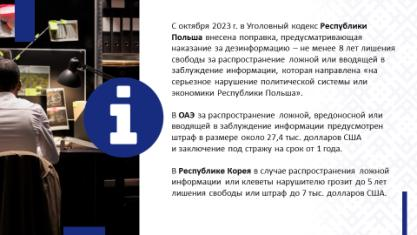 С октября 2023 г. в Уголовный кодекс Республики
Польша внесена поправка, предусматривающая
наказание за дезинформацию – не менее 8 лет лишения
свободы за распространение ложной или вводящей в
заблуждение информации, которая направлена «на
серьезное нарушение политической системы или
экономики Республики Польша».
В ОАЭ за распространение ложной, вредоносной или
вводящей в заблуждение информации предусмотрен
штраф в размере около 27,4 тыс. долларов США
и заключение под стражу на срок от 1 года.
В Республике Корея в случае распространения ложной
информации или клеветы нарушителю грозит до 5 лет
лишения свободы или штраф до 7 тыс. долларов США.